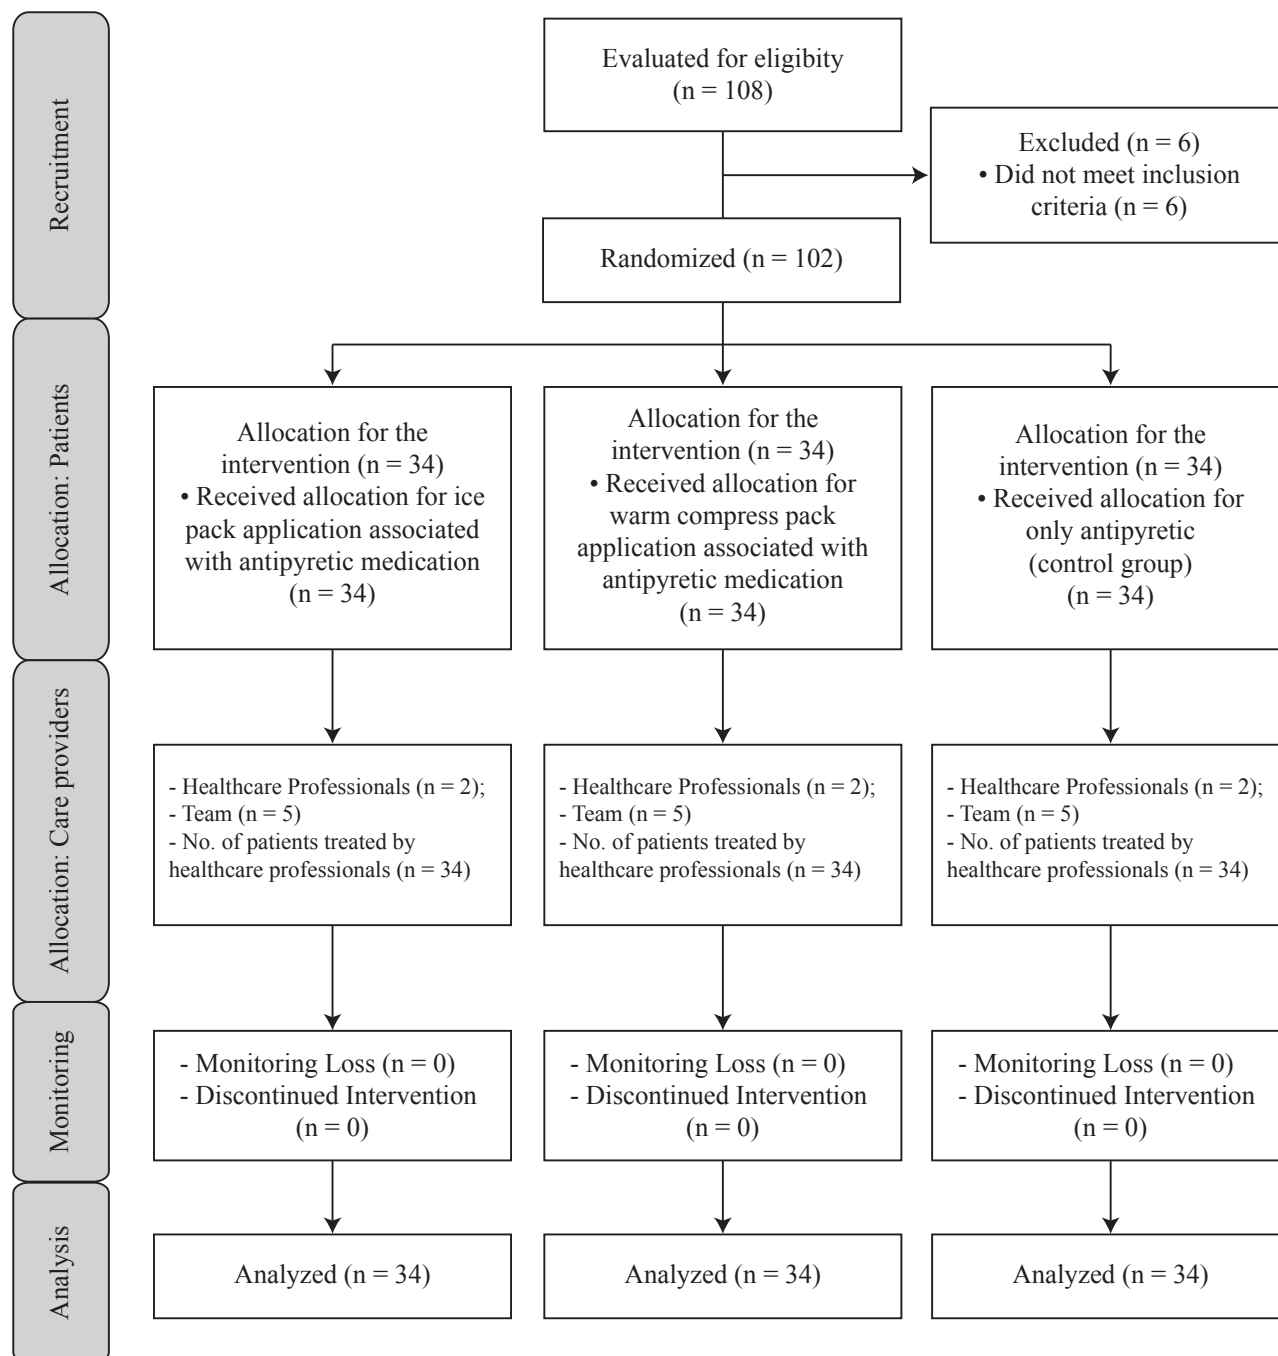 Recruitment
Evaluated for eligibity
(n = 108)
Excluded (n = 6)
• Did not meet inclusion
criteria (n = 6)
Randomized (n = 102)
Allocation: Patients
Allocation for the
intervention (n = 34)
• Received allocation for ice
pack application associated
with antipyretic medication
(n = 34)
Allocation for the
intervention (n = 34)
• Received allocation for
warm compress pack
application associated with
antipyretic medication
(n = 34)
Allocation for the
intervention (n = 34)
• Received allocation for
only antipyretic
(control group)
(n = 34)
Allocation: Care providers
- Healthcare Professionals (n = 2);
- Team (n = 5)
- No. of patients treated by
healthcare professionals (n = 34)
- Healthcare Professionals (n = 2);
- Team (n = 5)
- No. of patients treated by
healthcare professionals (n = 34)
- Healthcare Professionals (n = 2);
- Team (n = 5)
- No. of patients treated by
healthcare professionals (n = 34)
Monitoring
- Monitoring Loss (n = 0)
- Discontinued Intervention
(n = 0)
- Monitoring Loss (n = 0)
- Discontinued Intervention
(n = 0)
- Monitoring Loss (n = 0)
- Discontinued Intervention
(n = 0)
Analysis
Analyzed (n = 34)
Analyzed (n = 34)
Analyzed (n = 34)